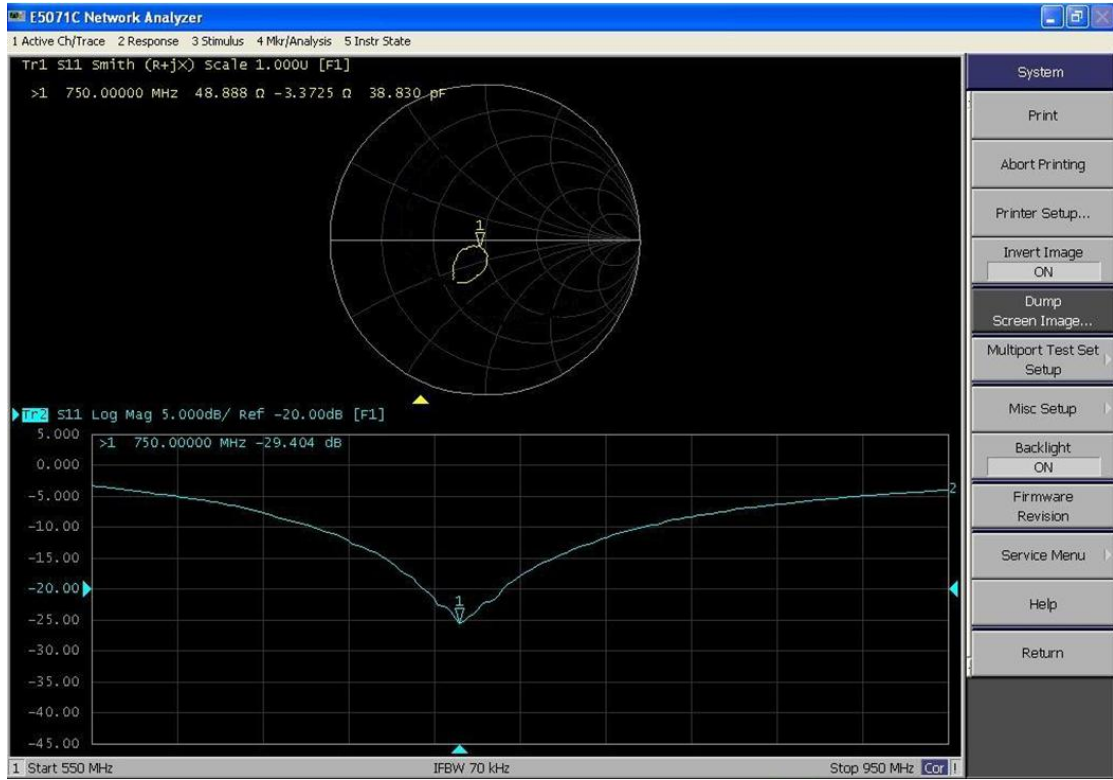 E5071C Network Analyzer
1 Active Ch/Trace 2 Response 3 Stimulus 4 Mkr/Analysis 5 Instr State
Tr1 S11 Smith (R+jX) Scale 1.000U [F1]
>1 750.00000 MHz 48.888 Ω -3.3725 Ω 38.830 pF
1
Tr2 S11 Log Mag 5.000dB/ Ref -20.00dB [F1]
>1 750.00000 MHz -29.404 dB
5.000
0.000
-5.000
-10.00
-15.00
-20.00
-25.00
-30.00
-35.00
-40.00
-45.00
2
1
1 Start 550 MHz IFBW 70 kHz Stop 950 MHz Cor !
System
Print
Abort Printing
Printer Setup...
Invert Image
ON
Dump
Screen Image...
Multiport Test Set
Setup
Misc Setup
Backlight
ON
Firmware
Revision
Service Menu
Help
Return